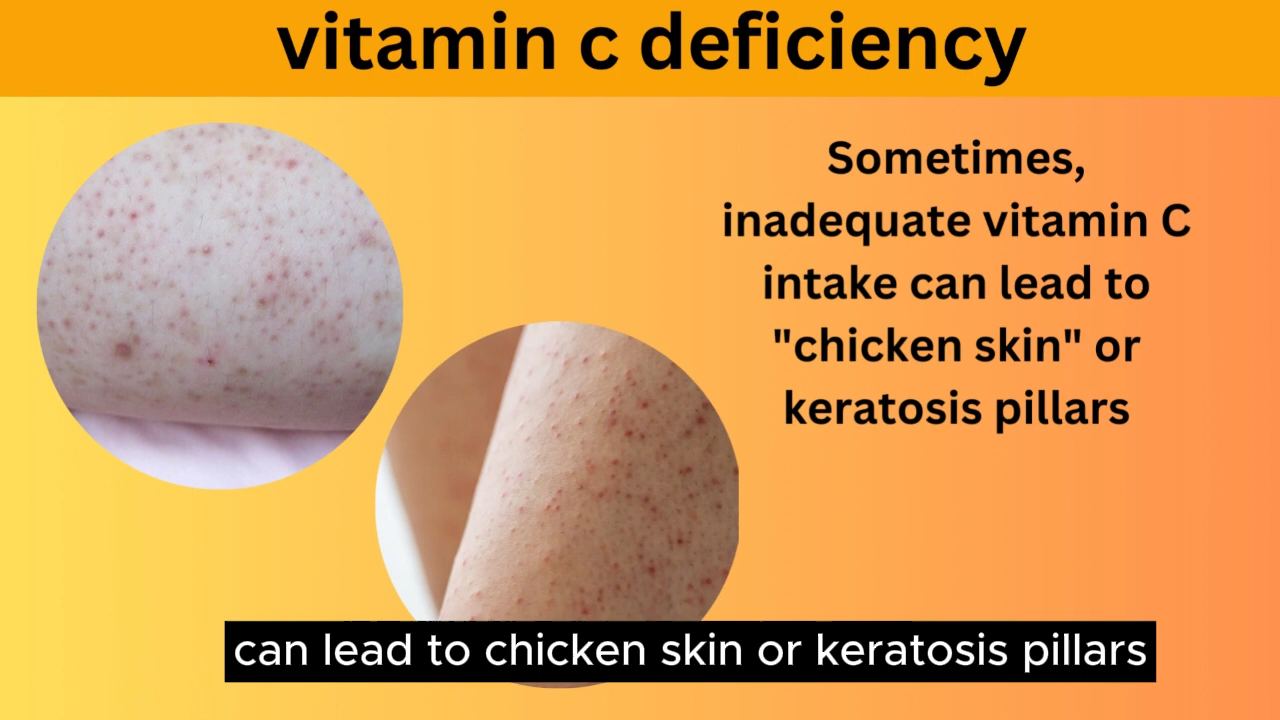 vitamin c deficiency
Sometimes,
inadequate vitamin C
intake can lead to
"chicken skin" or
keratosis pillars
can lead to chicken skin or keratosis pillars